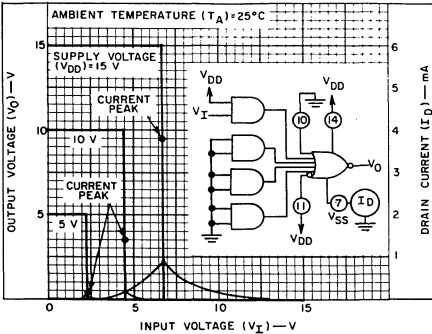 AMBIENT TEMPERATURE (TA)=25°C
SUPPLY VOLTAGE
(VDD)=15 V
CURRENT
PEAK
10 V
CURRENT
PEAK
5 V
VDD
VI
10
14
VDD
VO
11
VDD
7
ID
VSS
15
10
5
0
5
10
15
6
5
4
3
2
1
OUTPUT VOLTAGE (VO)—V
DRAIN CURRENT (ID)—mA
INPUT VOLTAGE (VI)—V